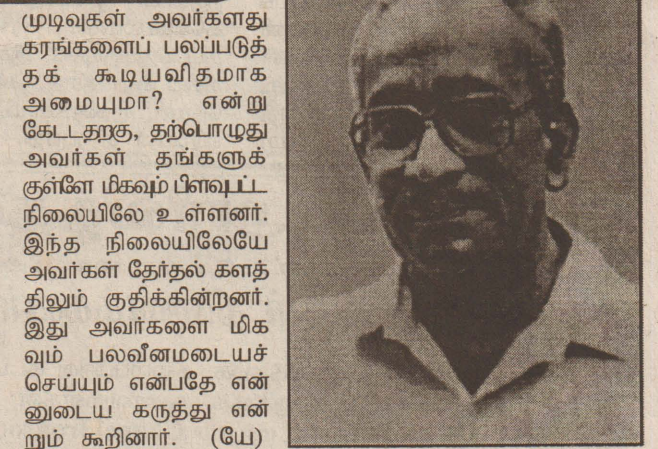 முடிவுகள் அவர்களது
கரங்களைப் பலப்படுத்
தக் கூடியவிதமாக
அமையுமா? என்று
கேட்டதற்கு, தற்பொழுது
அவர்கள் தங்களுக்
குள்ளே மிகவும் பிளவுபட்ட
நிலையிலே உள்ளனர்.
இந்த நிலையிலேயே
அவர்கள் தேர்தல் களத்
திலும் குதிக்கின்றனர்.
இது அவர்களை மிக
வும் பலவீனமடையச்
செய்யும் என்பதே என்
னுடைய கருத்து என்
றும் கூறினார். (யே)